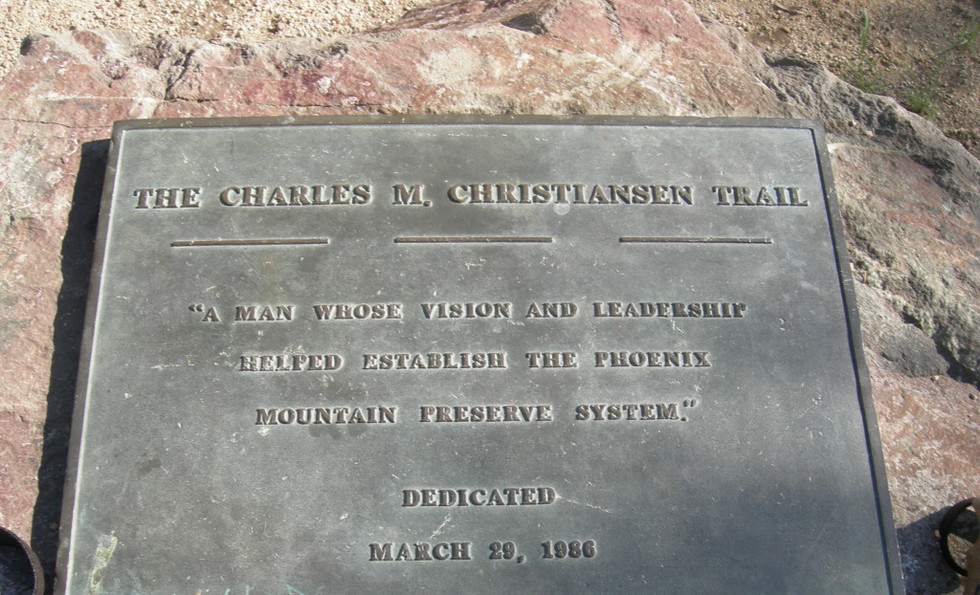 THE CHARLES M. CHRISTIANSEN TRAIL
"A MAN WHOSE VISION AND LEADERSHIP
HELPED ESTABLISH THE PHOENIX
MOUNTAIN PRESERVE SYSTEM."
DEDICATED
MARCH 29, 1986